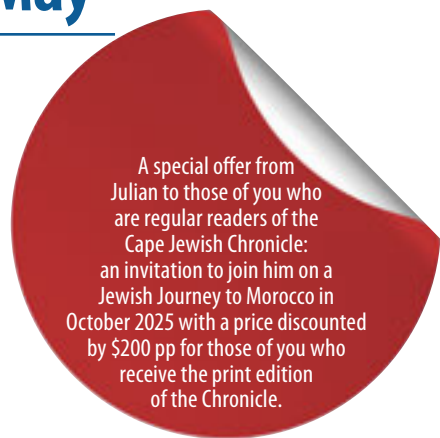 May
A special offer from
Julian to those of you who
are regular readers of the
Cape Jewish Chronicle:
an invitation to join him on a
Jewish Journey to Morocco in
October 2025 with a price discounted
by $200 pp for those of you who
receive the print edition
of the Chronicle.